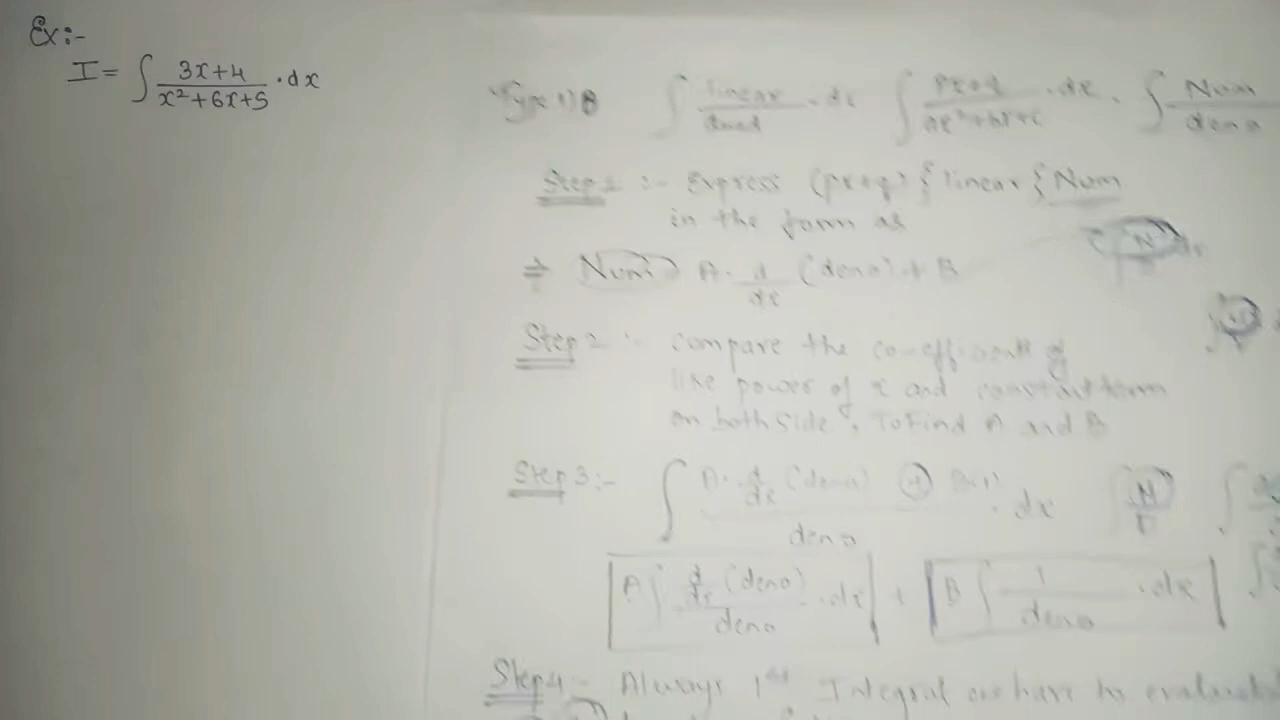 Ex:-
I = ∫ 3x+4 / x²+6x+5 · dx
Type 1) ∫ linear / quad · dx ∫ px+q / ax²+bx+c · dx . ∫ Num / deno
Step 1 :- Express (px+q) { linear { Num
in the form as
⇒ Num = A · d/dx (deno) + B
Step 2 :- compare the co-efficient of
like power of x and constant term
on both side, To Find A and B
Step 3 :- ∫ A · d/dx (deno) + B(1) / deno · dx ∫ N/D
A ∫ d/dx (deno) / deno · dx + B ∫ 1 / deno · dx
Step 4 :- Always 1st Integral we have to evaluate